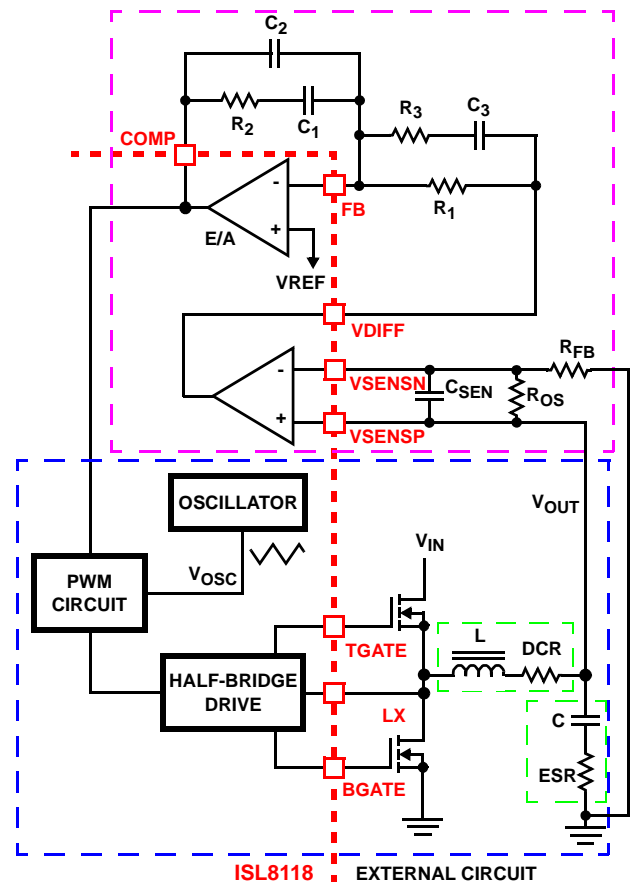 C2
R2
C1
R3
C3
COMP
-
FB
R1
E/A
+
VREF
VDIFF
RFB
-
VSENSN
CSEN
ROS
+
VSENSP
VOUT
OSCILLATOR
VIN
PWM
CIRCUIT
VOSC
L
DCR
TGATE
HALF-BRIDGE
DRIVE
LX
C
ESR
BGATE
ISL8118
EXTERNAL CIRCUIT